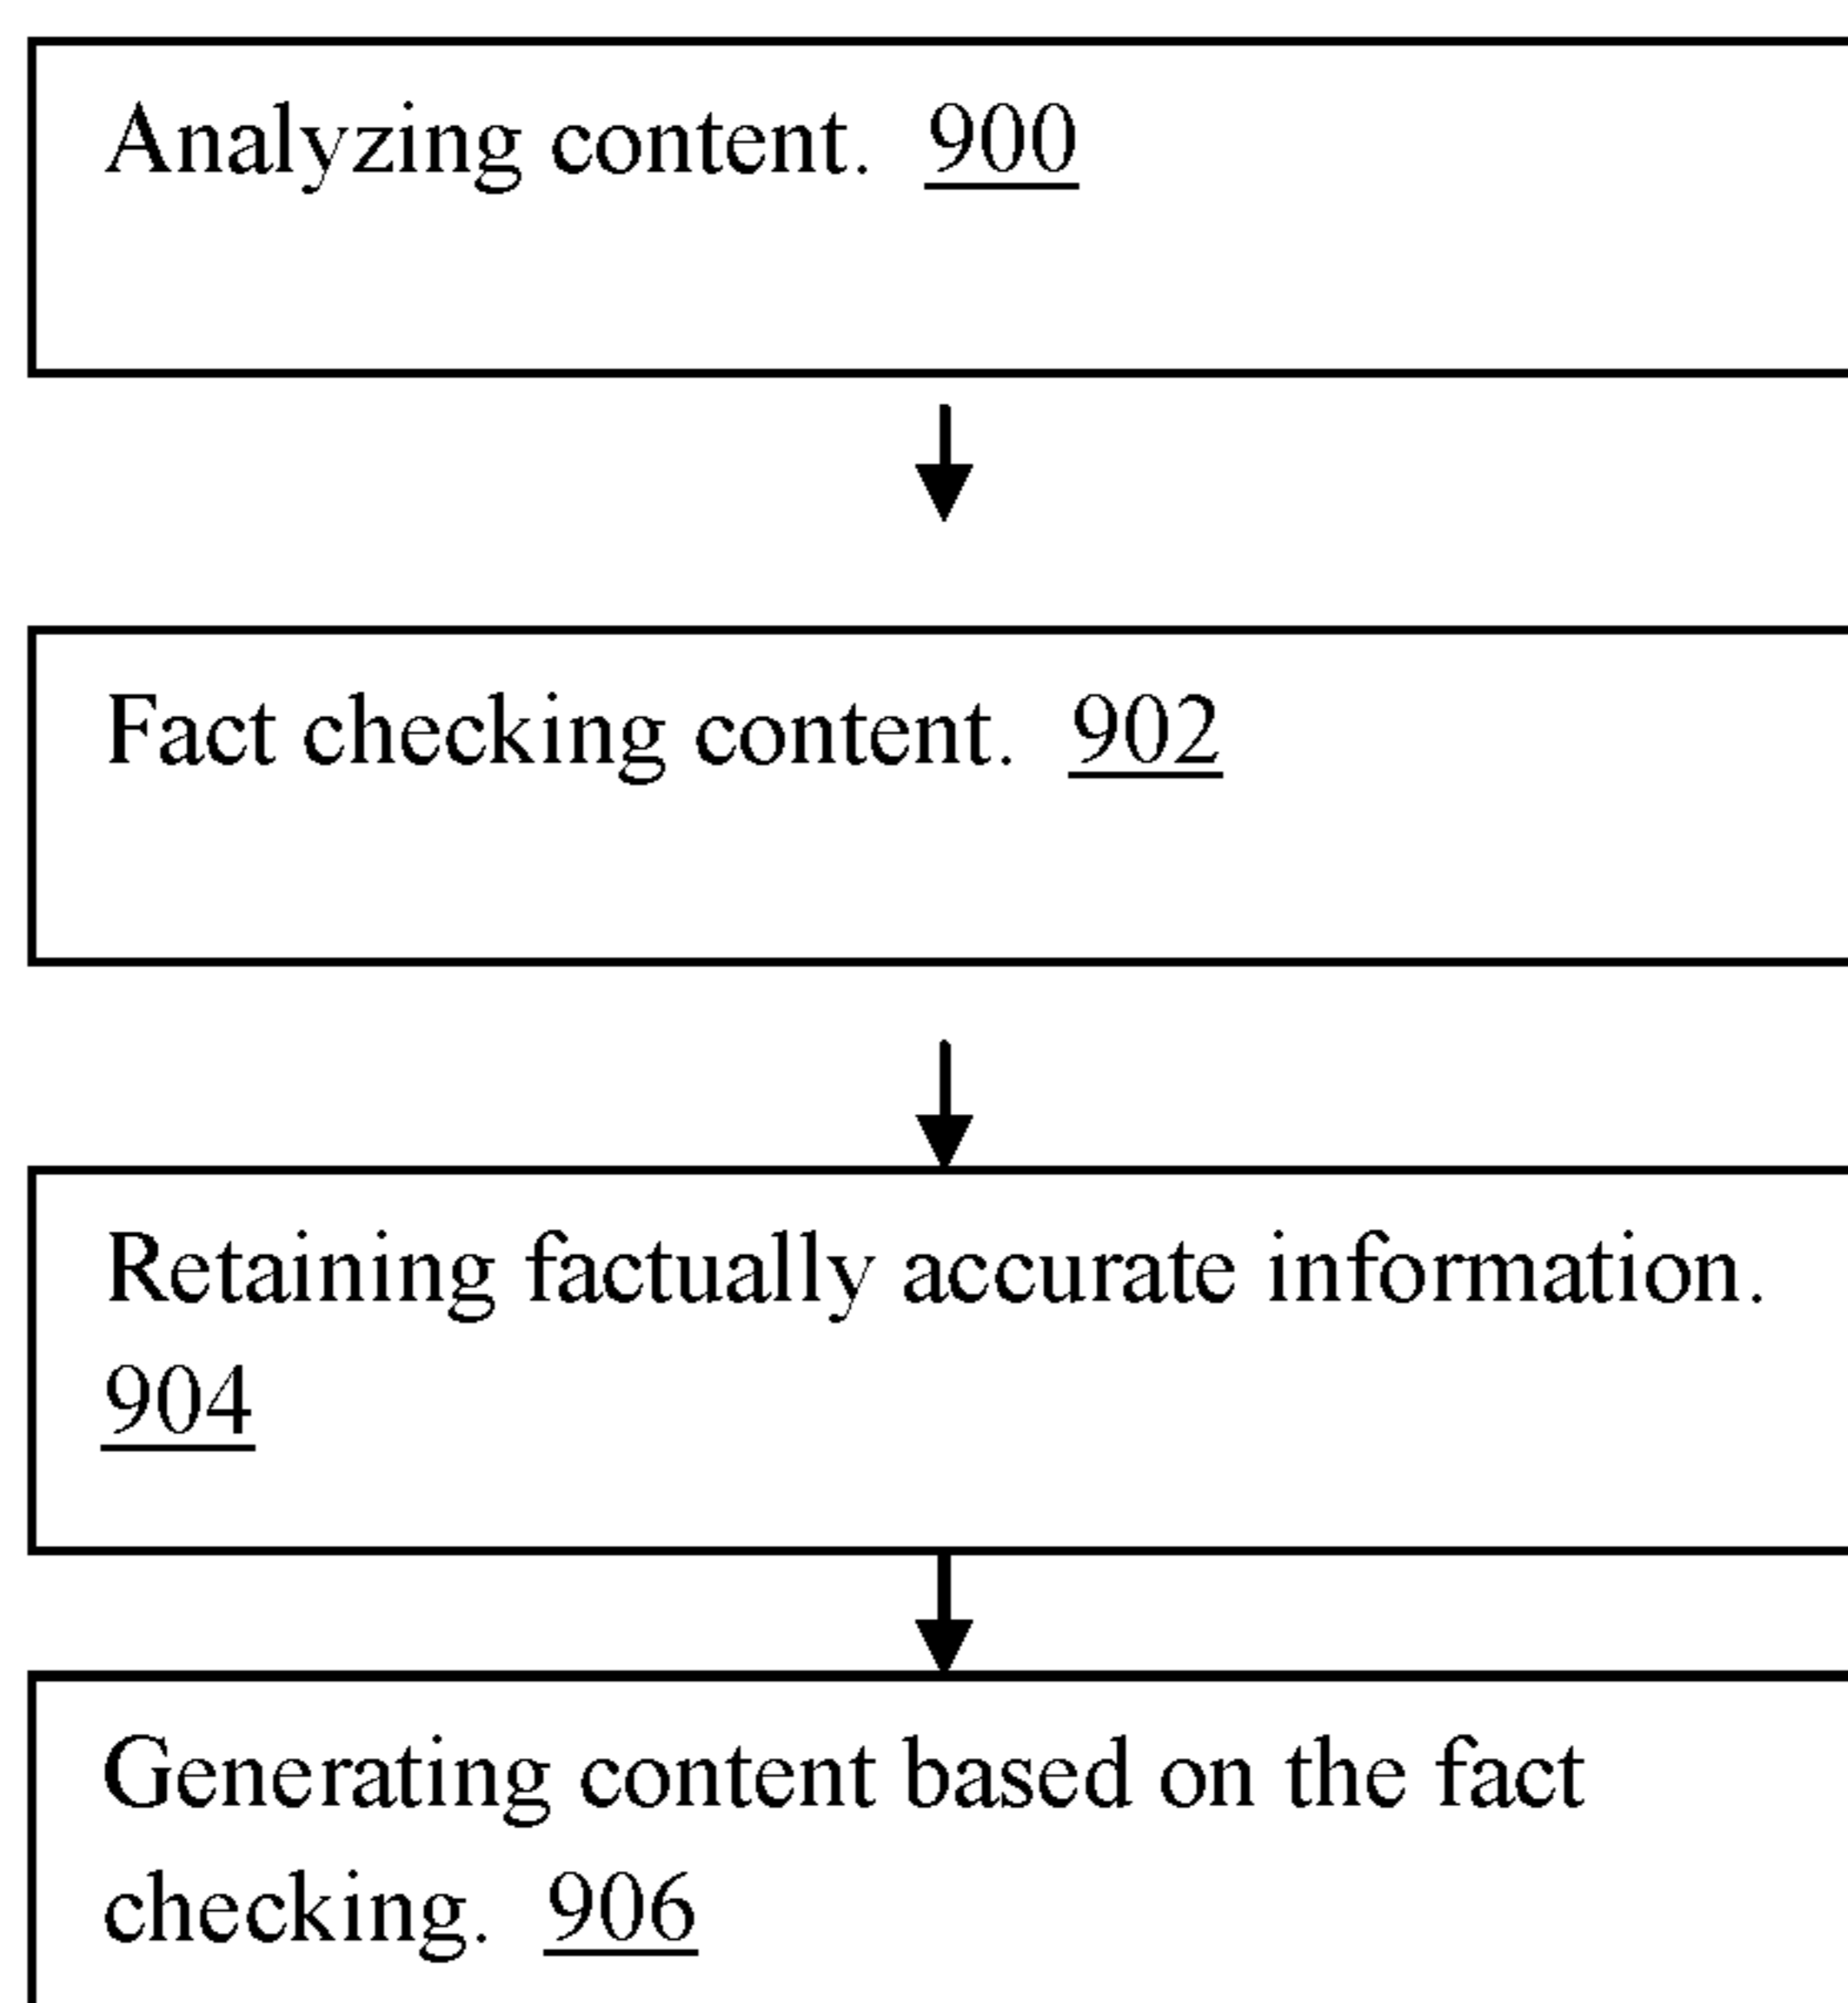 Analyzing content. 900
Fact checking content. 902
Retaining factually accurate information.
904
Generating content based on the fact
checking. 906